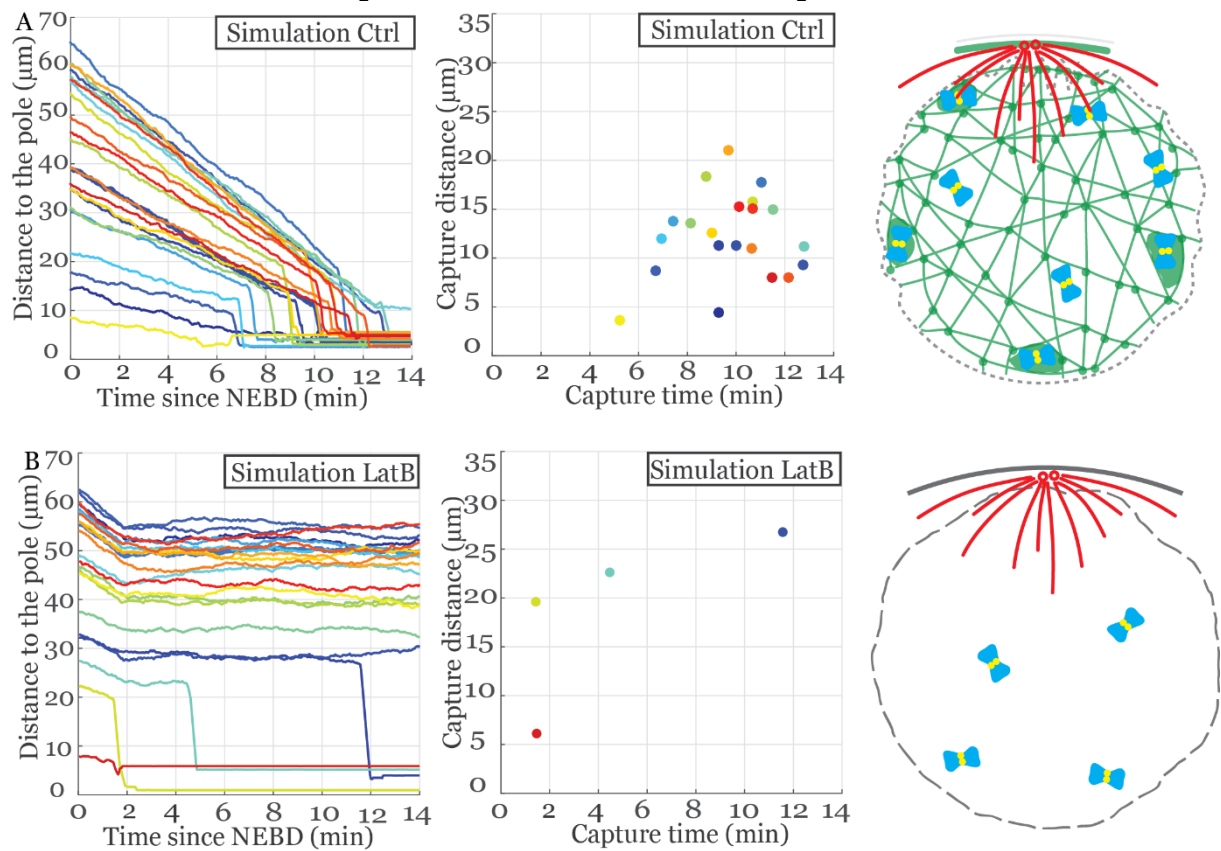 A
Simulation Ctrl
Distance to the pole (μm)
70
60
50
40
30
20
10
0
0 2 4 6 8 10 12 14
Time since NEBD (min)
Simulation Ctrl
Capture distance (μm)
35
30
25
20
15
10
5
0
0 2 4 6 8 10 12 14
Capture time (min)
B
Simulation LatB
Distance to the pole (μm)
70
60
50
40
30
20
10
0
0 2 4 6 8 10 12 14
Time since NEBD (min)
Simulation LatB
Capture distance (μm)
35
30
25
20
15
10
5
0
0 2 4 6 8 10 12 14
Capture time (min)